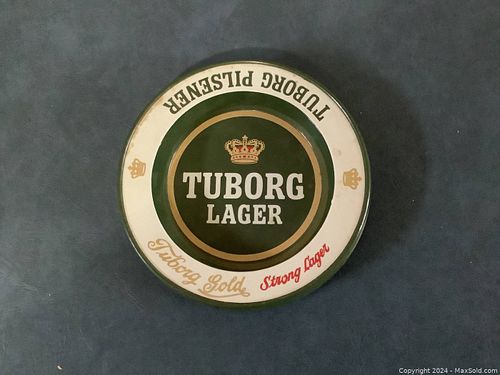 TUBORG PILSENER
TUBORG
LAGER
Tuborg Gold
Strong Lager
Copyright 2024 - MaxSold.com